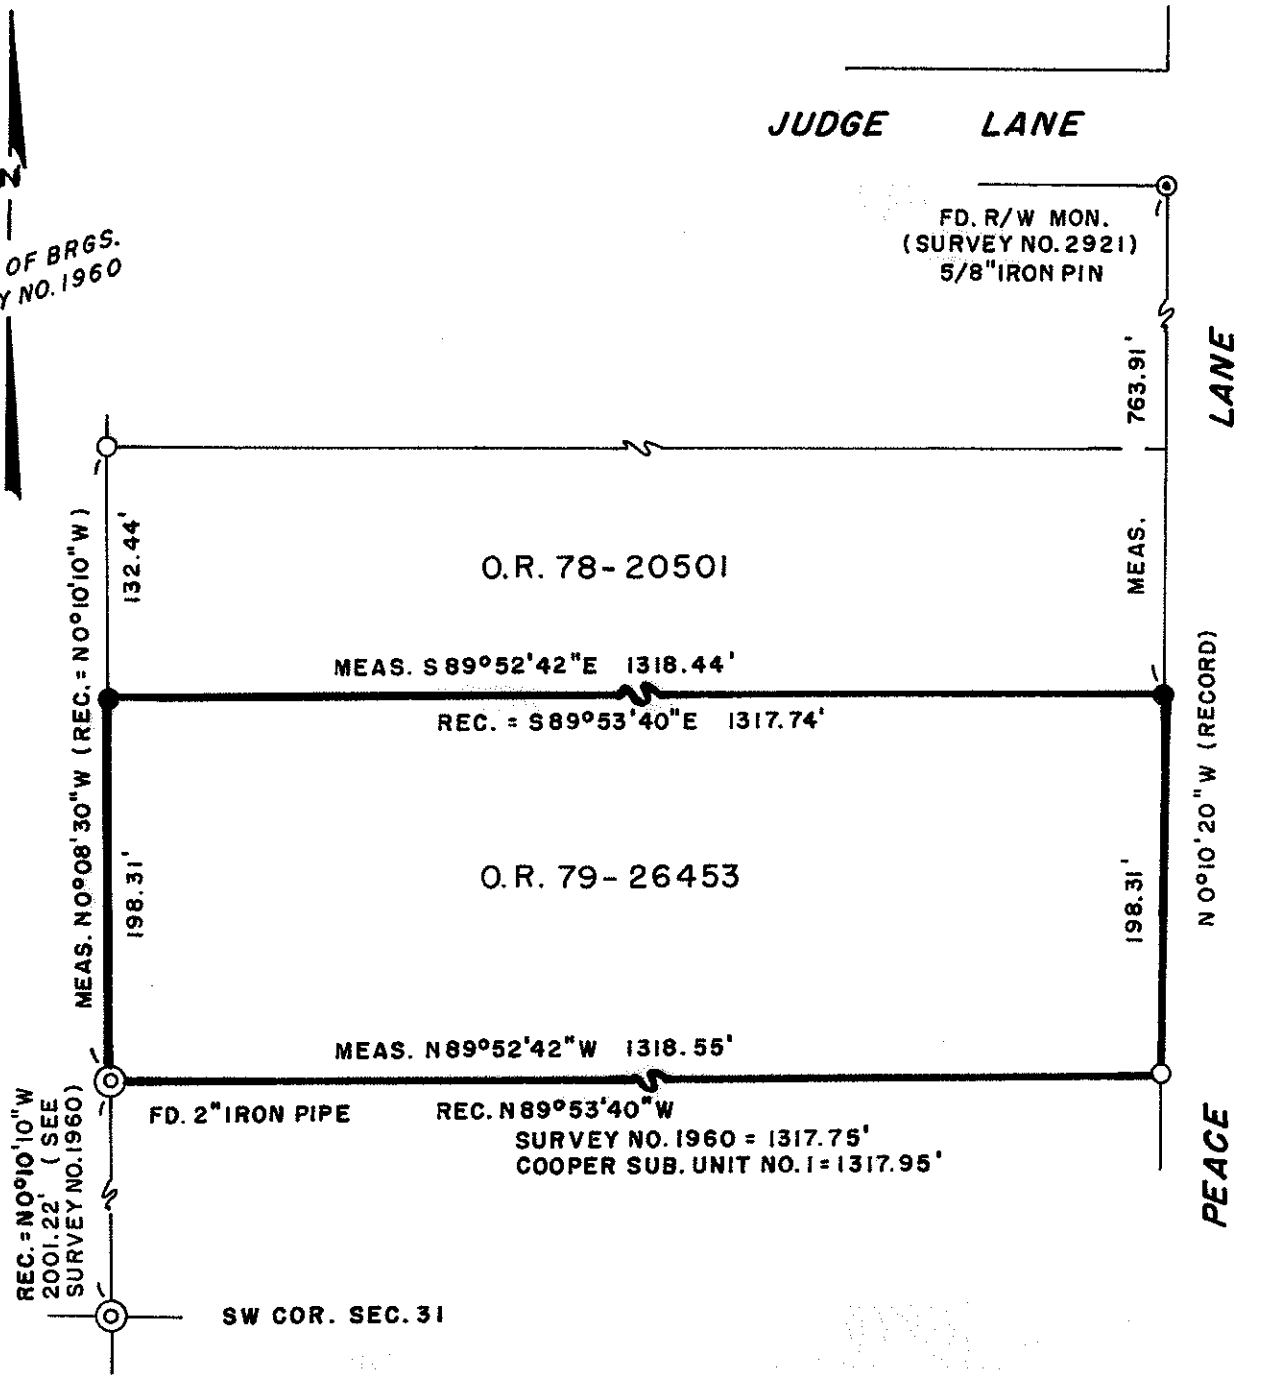 JUDGE LANE
N
OF BRGS.
Y NO. 1960
FD. R/W MON.
(SURVEY NO. 2921)
5/8" IRON PIN
LANE
763.91'
MEAS.
132.44'
O.R. 78-20501
MEAS. S 89°52'42"E 1318.44'
REC. = S89°53'40"E 1317.74'
MEAS. N0°08'30"W (REC. = N0°10'10"W)
N 0°10'20"W (RECORD)
198.31'
O.R. 79-26453
198.31'
MEAS. N89°52'42"W 1318.55'
FD. 2" IRON PIPE
REC. N89°53'40"W
SURVEY NO. 1960 = 1317.75'
COOPER SUB. UNIT NO. 1 = 1317.95'
PEACE
REC. = N0°10'10"W
2001.22' (SEE
SURVEY NO. 1960)
SW COR. SEC. 31